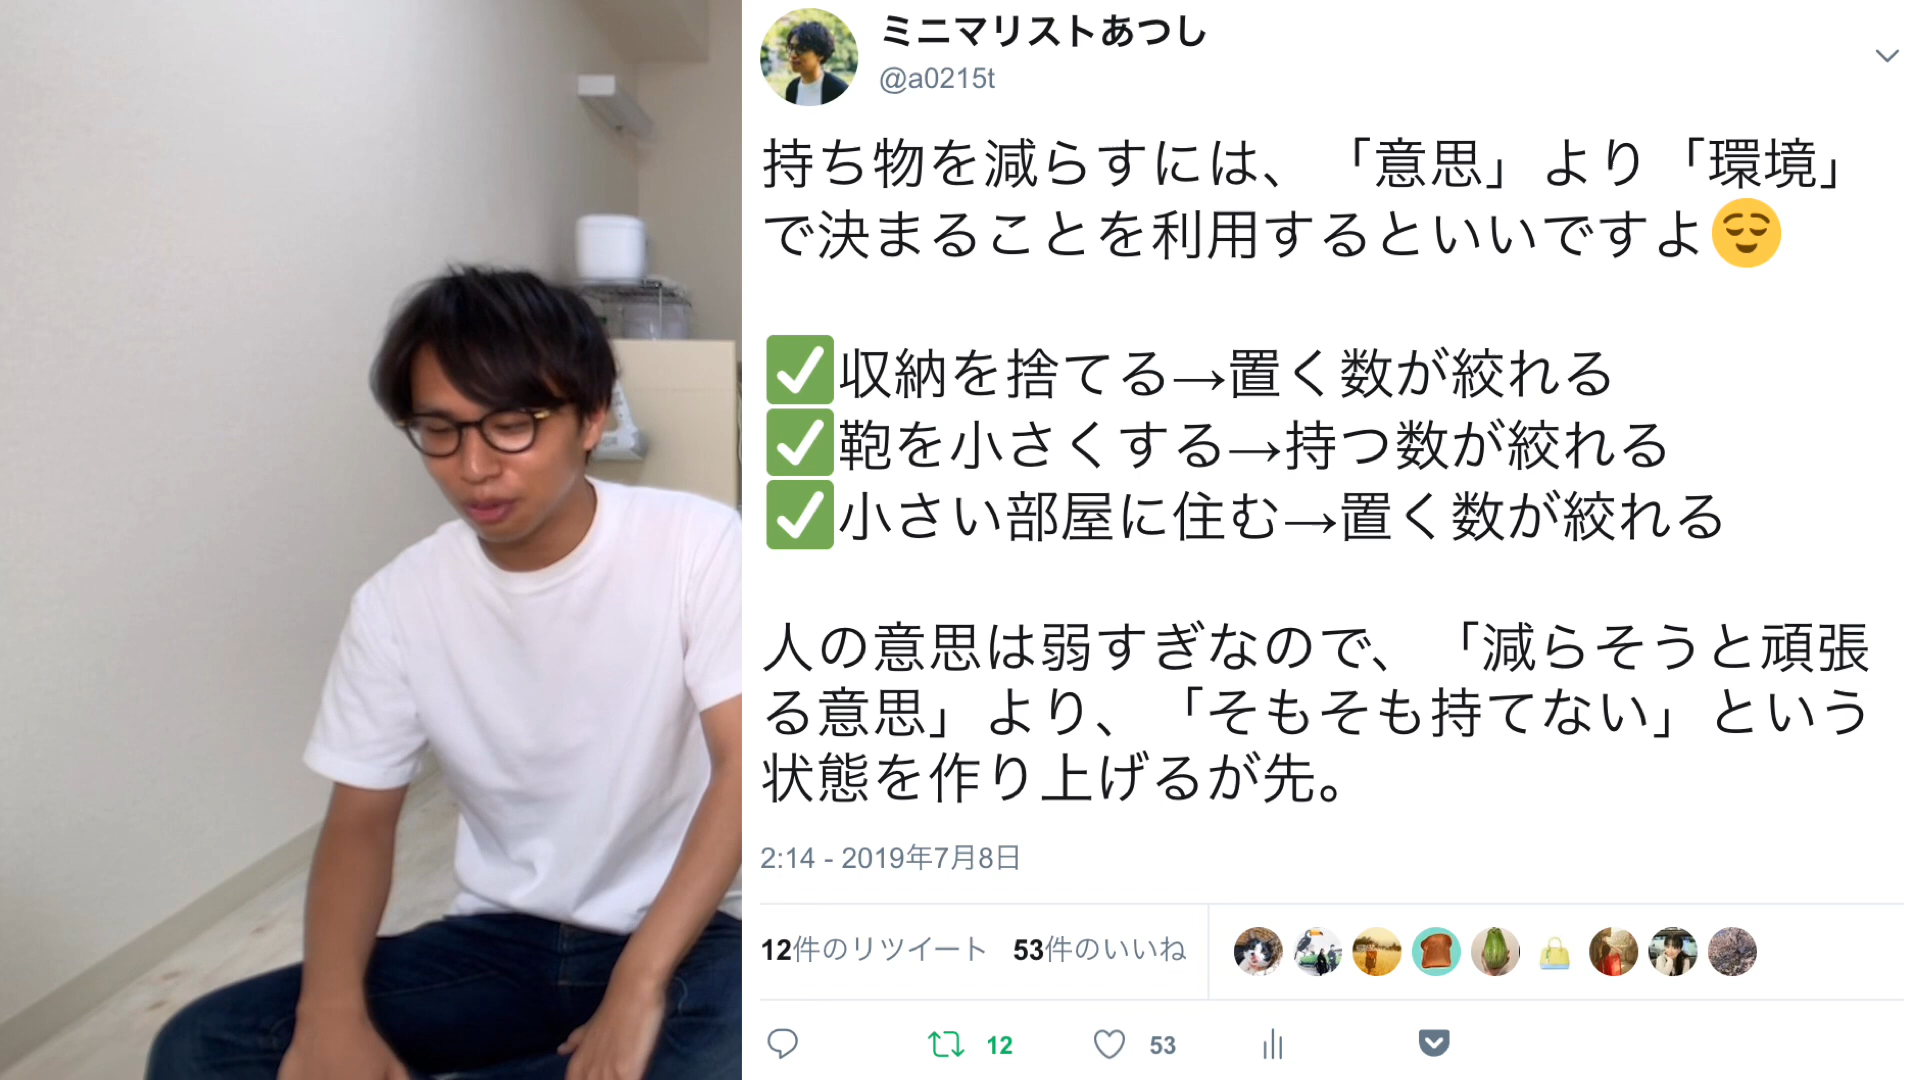 ミニマリストあつし
@a0215t
持ち物を減らすには、「意思」より「環境」
で決まることを利用するといいですよ😌
✅収納を捨てる→置く数が絞れる
✅鞄を小さくする→持つ数が絞れる
✅小さい部屋に住む→置く数が絞れる
人の意思は弱すぎなので、「減らそうと頑張
る意思」より、「そもそも持てない」という
状態を作り上げるが先。
2:14 - 2019年7月8日
12件のリツイート 53件のいいね
12 53